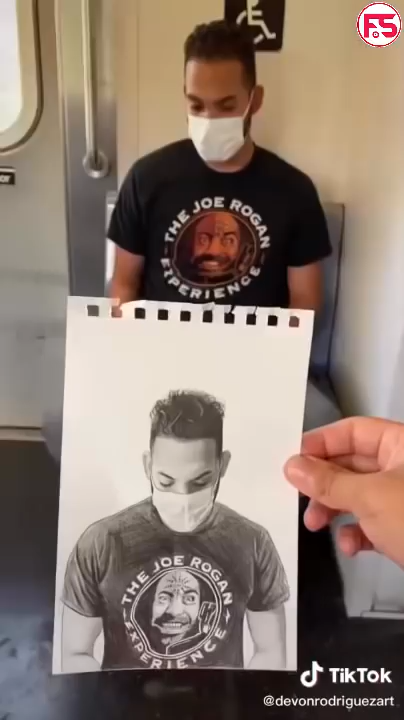 FS
THE JOE ROGAN
EXPERIENCE
THE JOE ROGAN
EXPERIENCE
TikTok
@devonrodriguezart